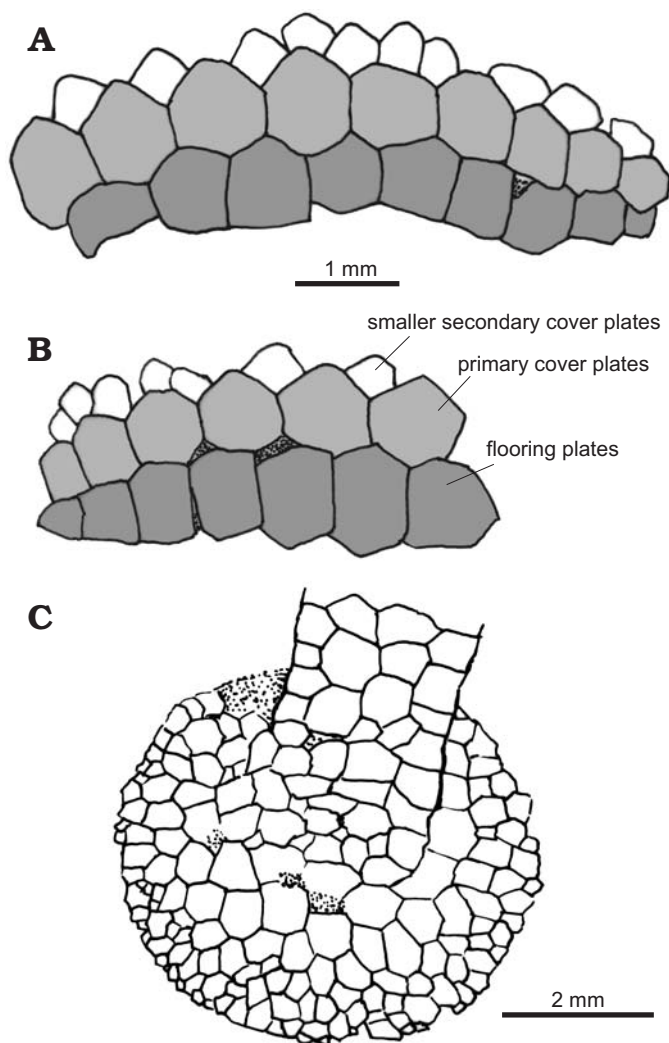 A
1 mm
B
smaller secondary cover plates
primary cover plates
flooring plates
C
2 mm